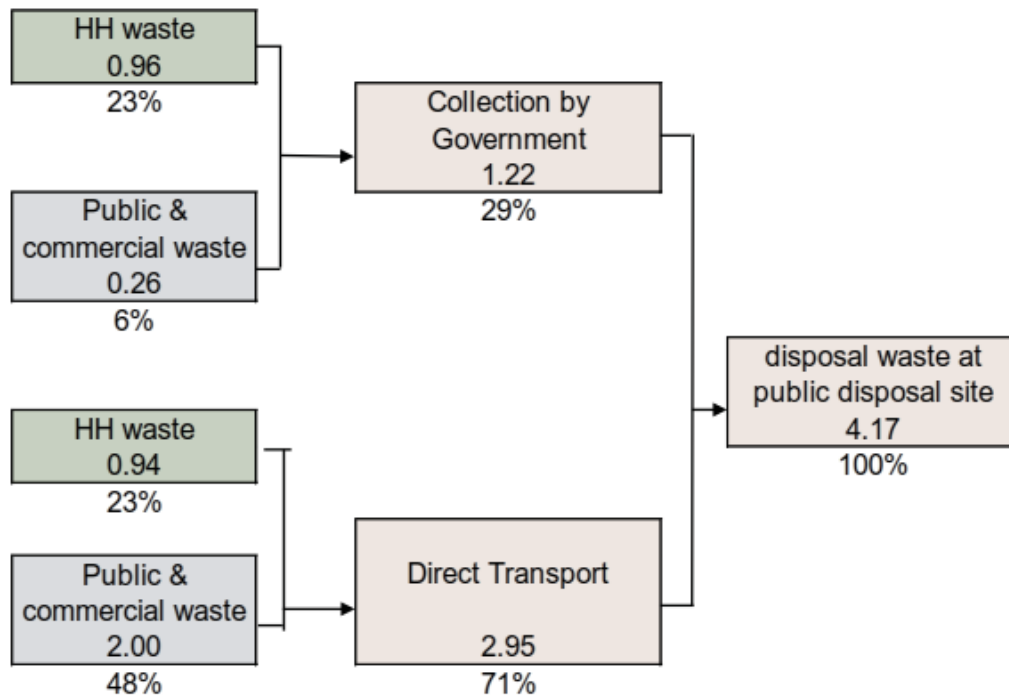 HH waste
0.96
23%
Public &
commercial waste
0.26
6%
Collection by
Government
1.22
29%
HH waste
0.94
23%
Public &
commercial waste
2.00
48%
Direct Transport
2.95
71%
disposal waste at
public disposal site
4.17
100%